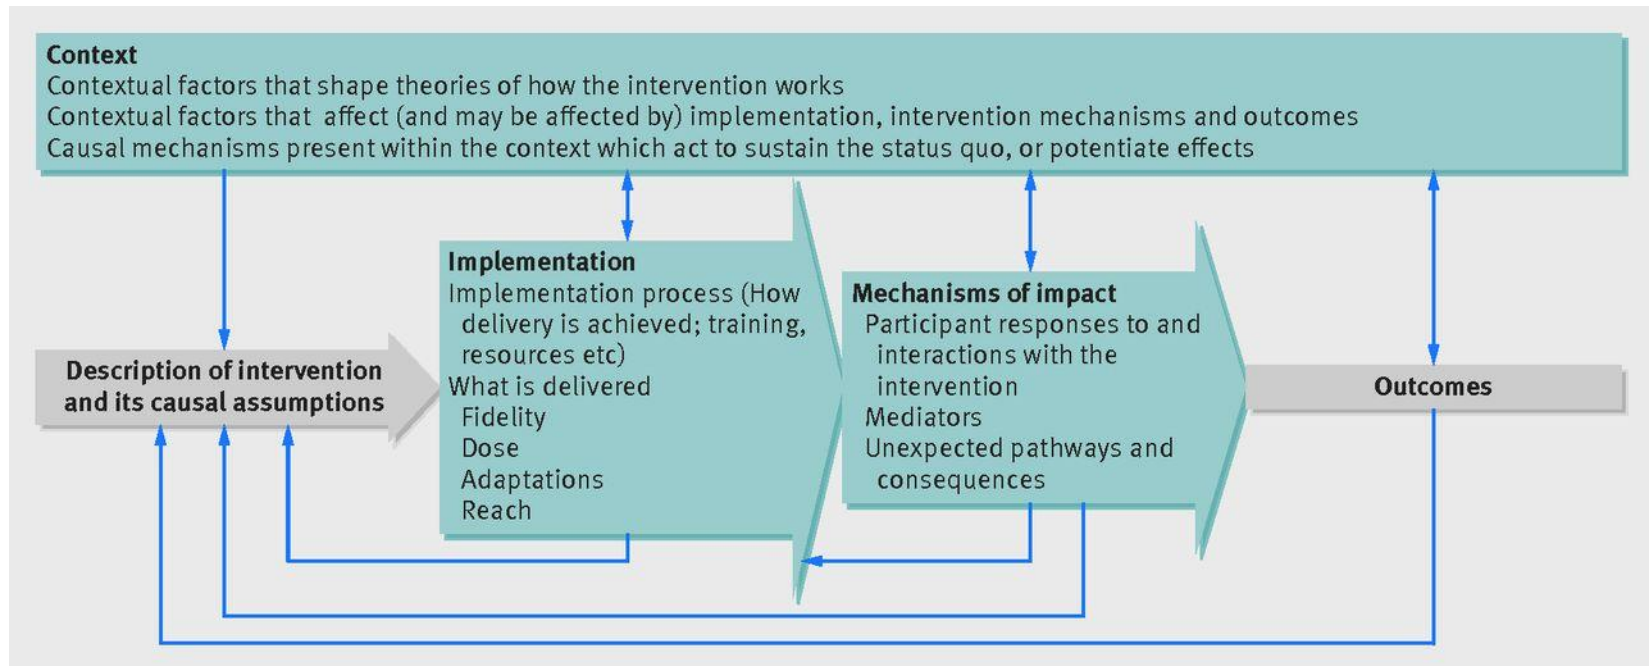 Context
Contextual factors that shape theories of how the intervention works
Contextual factors that affect (and may be affected by) implementation, intervention mechanisms and outcomes
Causal mechanisms present within the context which act to sustain the status quo, or potentiate effects
Description of intervention
and its causal assumptions
Implementation
Implementation process (How
delivery is achieved; training,
resources etc)
What is delivered
Fidelity
Dose
Adaptations
Reach
Mechanisms of impact
Participant responses to and
interactions with the
intervention
Mediators
Unexpected pathways and
consequences
Outcomes